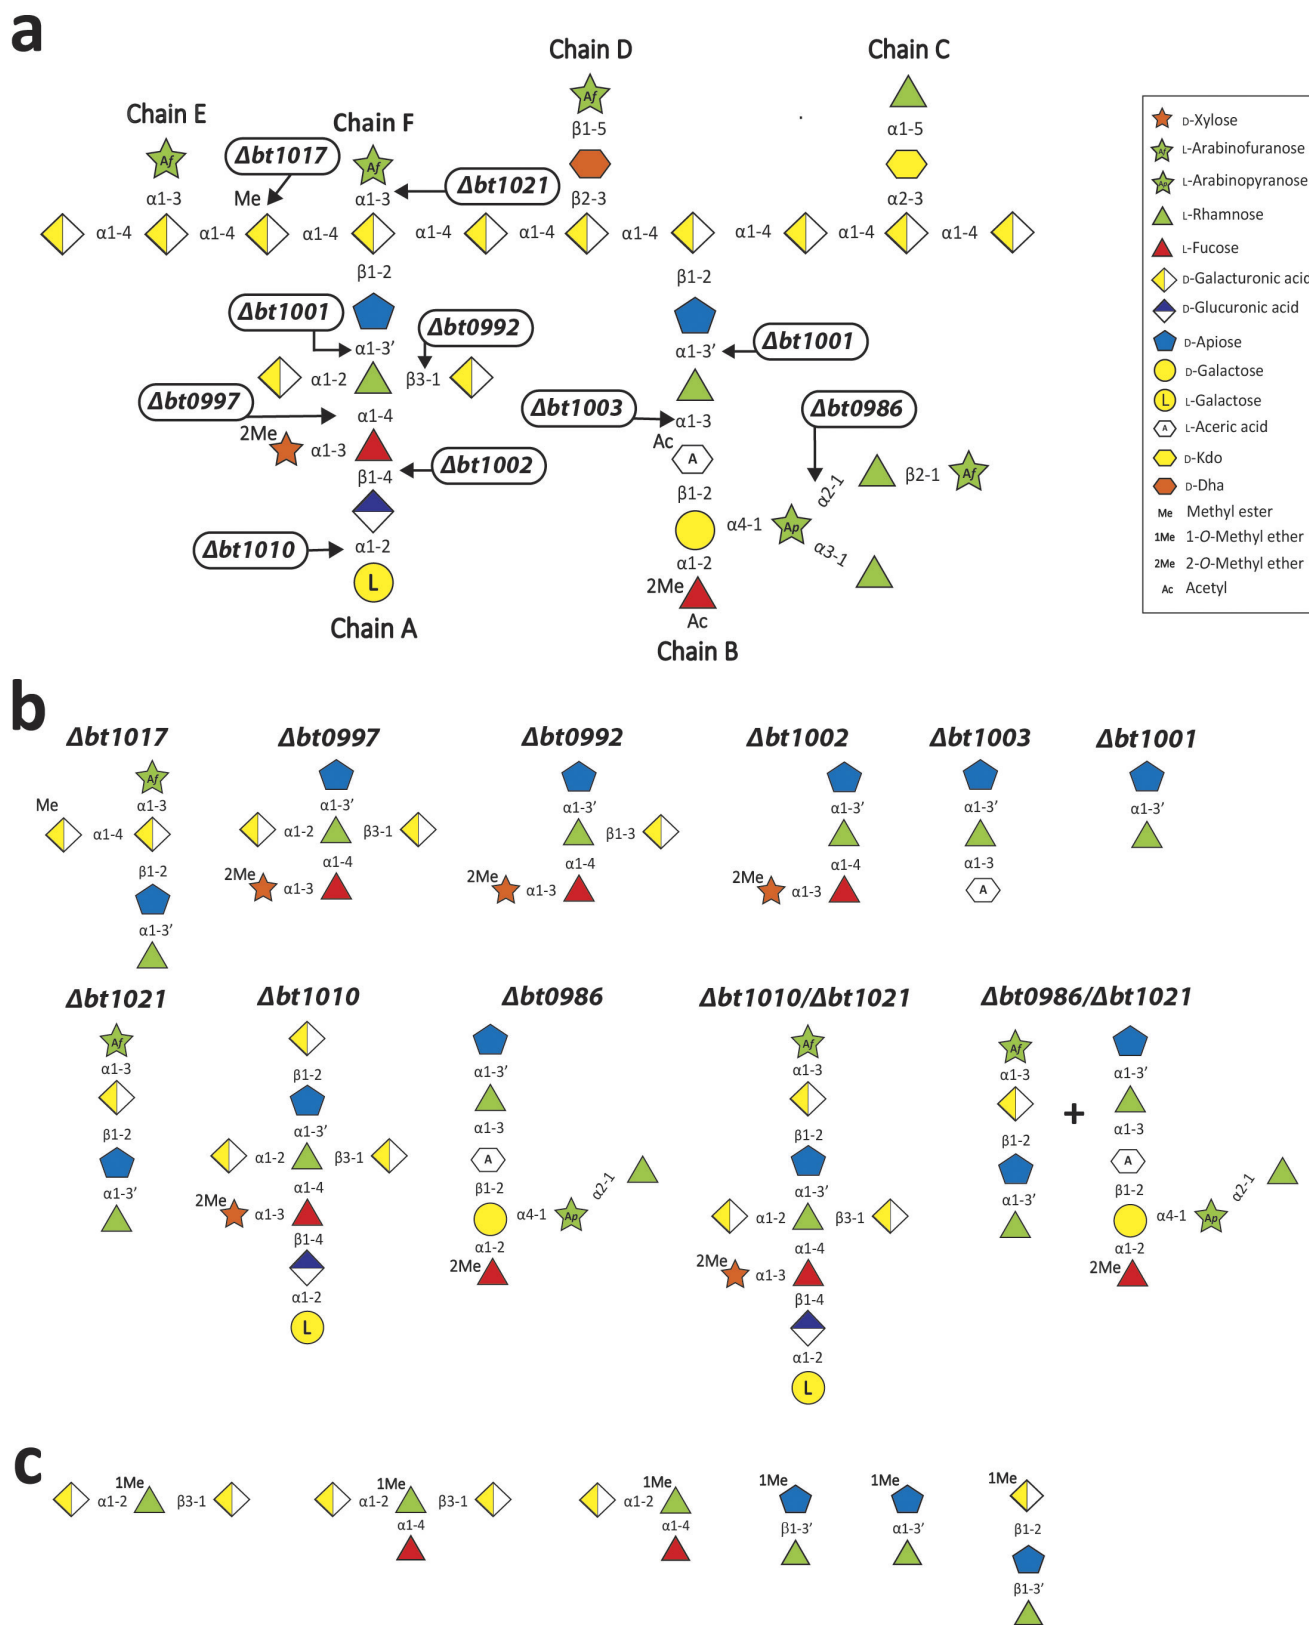 a
Chain D
Chain C
Chain E
Chain F
Af
β1-5
α1-5
Δbt1017
Af
Af
Δbt1021
α1-3
Me
α1-3
β2-3
α2-3
α1-4 α1-4 α1-4 α1-4 α1-4 α1-4 α1-4 α1-4 α1-4
β1-2
β1-2
Δbt1001
Δbt0992
Δbt1001
α1-3′
α1-3′
α1-2
β3-1
Δbt0997
Δbt1003
Δbt0986
α1-4
α1-3
2Me
α1-3
Ac
A
Δbt1002
β1-4
β1-2
α2-1
β2-1
Af
Δbt1010
α1-2
α4-1
Ap
α3-1
L
α1-2
2Me
Ac
Chain A
Chain B
D-Xylose
Af L-Arabinofuranose
Ap L-Arabinopyranose
L-Rhamnose
L-Fucose
D-Galacturonic acid
D-Glucuronic acid
D-Apiose
D-Galactose
L L-Galactose
A L-Aceric acid
D-Kdo
D-Dha
Me Methyl ester
1Me 1-O-Methyl ether
2Me 2-O-Methyl ether
Ac Acetyl
b
Δbt1017
Δbt0997
Δbt0992
Δbt1002
Δbt1003
Δbt1001
Af
α1-3
Me
α1-4
β1-2
α1-3′
α1-3′
α1-2
β3-1
α1-4
2Me
α1-3
α1-3′
β1-3
α1-4
2Me
α1-3
α1-3′
α1-4
2Me
α1-3
α1-3′
α1-3
A
α1-3′
Δbt1021
Δbt1010
Δbt0986
Δbt1010/Δbt1021
Δbt0986/Δbt1021
Af
α1-3
β1-2
α1-3′
β1-2
α1-3′
α1-2
β3-1
α1-4
2Me
α1-3
β1-4
α1-2
L
α1-3′
α1-3
A
β1-2
α2-1
α4-1
Ap
α1-2
2Me
Af
α1-3
β1-2
α1-3′
α1-2
β3-1
α1-4
2Me
α1-3
β1-4
α1-2
L
Af
α1-3
β1-2
α1-3′
+
α1-3′
α1-3
A
β1-2
α2-1
α4-1
Ap
α1-2
2Me
c
1Me
α1-2
β3-1
1Me
α1-2
β3-1
α1-4
1Me
α1-2
α1-4
1Me
β1-3′
1Me
α1-3′
1Me
β1-2
β1-3′